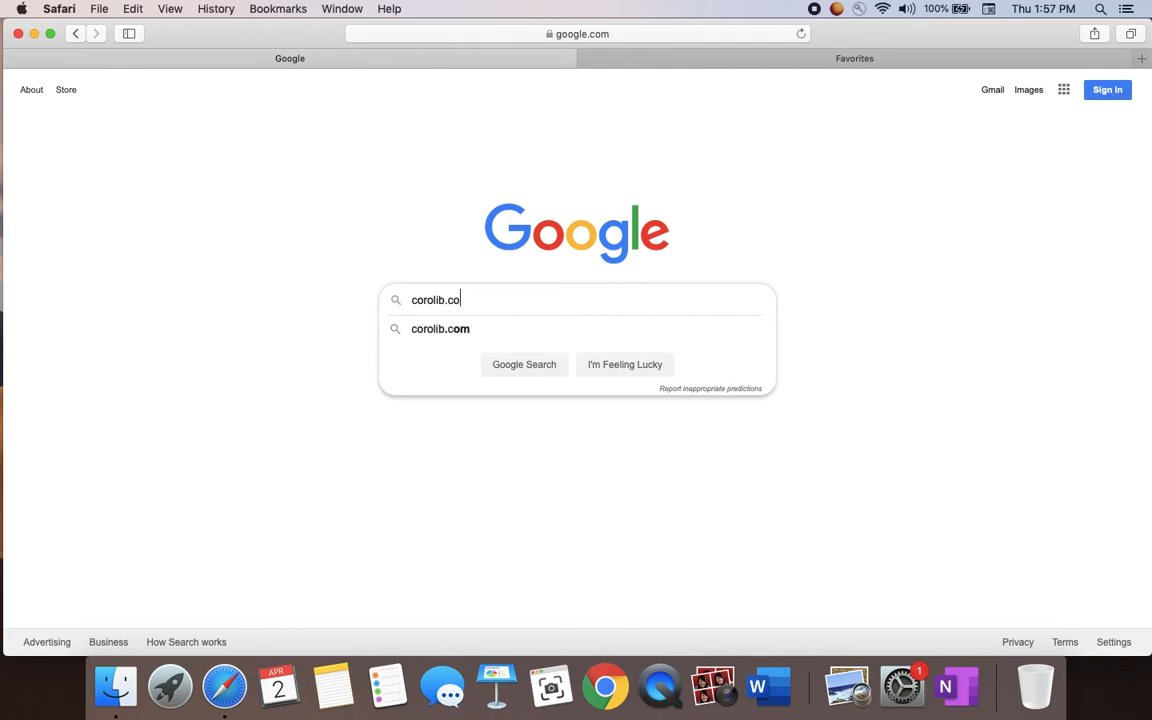 Safari File Edit View History Bookmarks Window Help 100% Thu 1:57 PM
google.com
Google Favorites
About Store Gmail Images Sign in
Google
corolib.co
corolib.com
Google Search I'm Feeling Lucky
Report inappropriate predictions
Advertising Business How Search works Privacy Terms Settings
APR
2
W
1
N